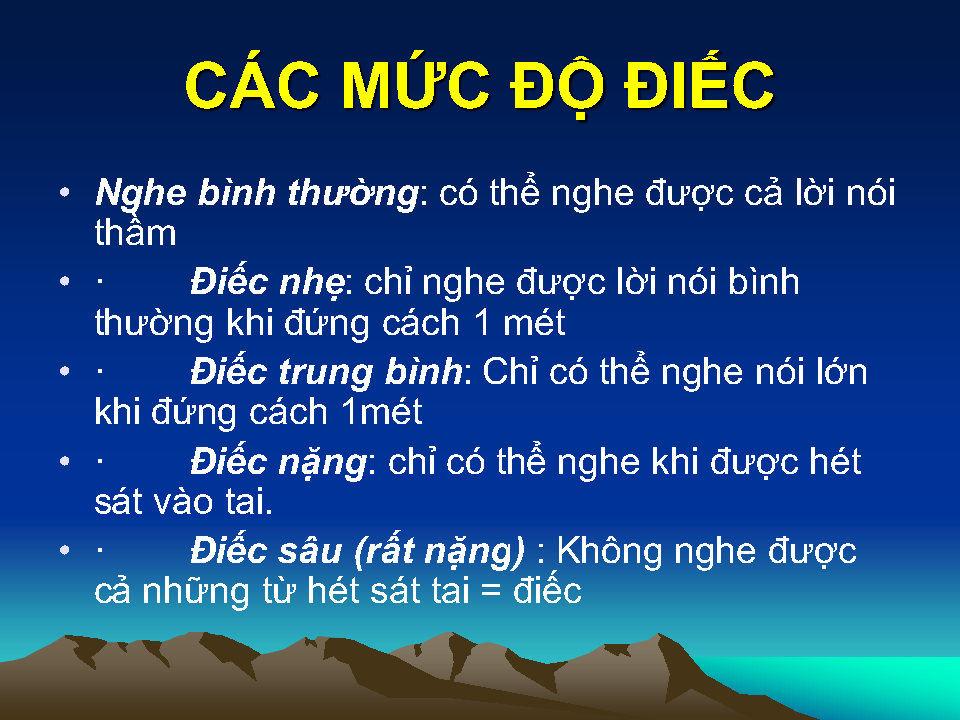 CÁC MỨC ĐỘ ĐIẾC
• Nghe bình thường: có thể nghe được cả lời nói
thầm
• · Điếc nhẹ: chỉ nghe được lời nói bình
thường khi đứng cách 1 mét
• · Điếc trung bình: Chỉ có thể nghe nói lớn
khi đứng cách 1mét
• · Điếc nặng: chỉ có thể nghe khi được hét
sát vào tai.
• · Điếc sâu (rất nặng) : Không nghe được
cả những từ hét sát tai = điếc